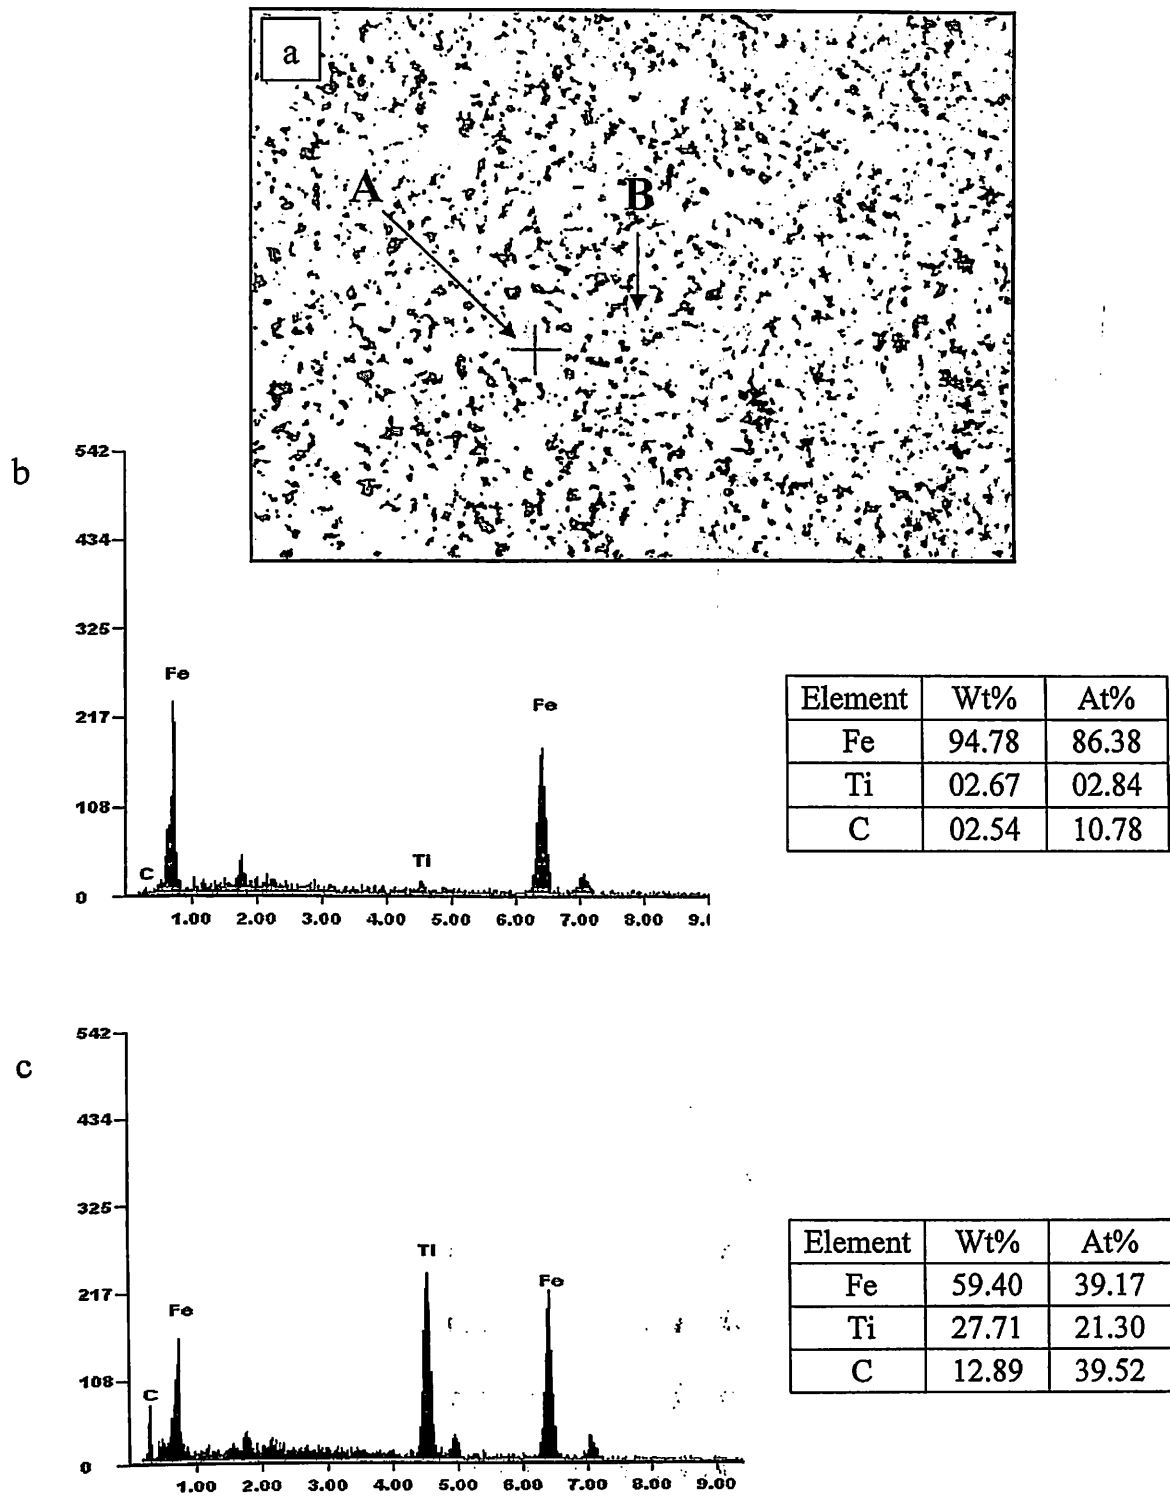 a
A
B
b
542
434
325
217
108
0
Fe
Fe
C
Ti
1.00 2.00 3.00 4.00 5.00 6.00 7.00 8.00 9.(
Element Wt% At%
Fe 94.78 86.38
Ti 02.67 02.84
C 02.54 10.78
c
542
434
325
217
108
0
Ti
Fe
Fe
C
1.00 2.00 3.00 4.00 5.00 6.00 7.00 8.00 9.00
Element Wt% At%
Fe 59.40 39.17
Ti 27.71 21.30
C 12.89 39.52